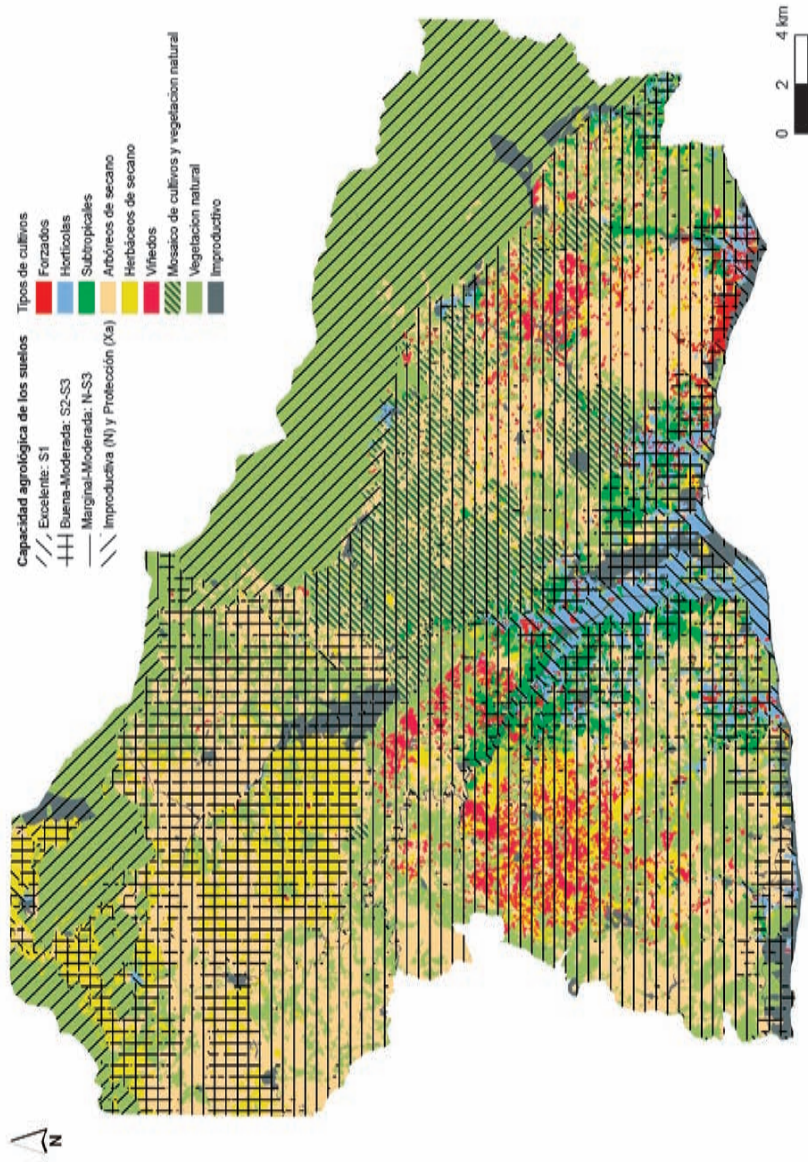 Capacidad agrológica de los suelos
Excelente: S1
Buena-Moderada: S2-S3
Marginal-Moderada: N-S3
Improductiva (N) y Protección (Xa)
Tipos de cultivos
Forzados
Hortícolas
Subtropicales
Arbóreos de secano
Herbáceos de secano
Viñedos
Mosaico de cultivos y vegetacion natural
Vegetacion natural
Improductivo
N
0 2 4 km